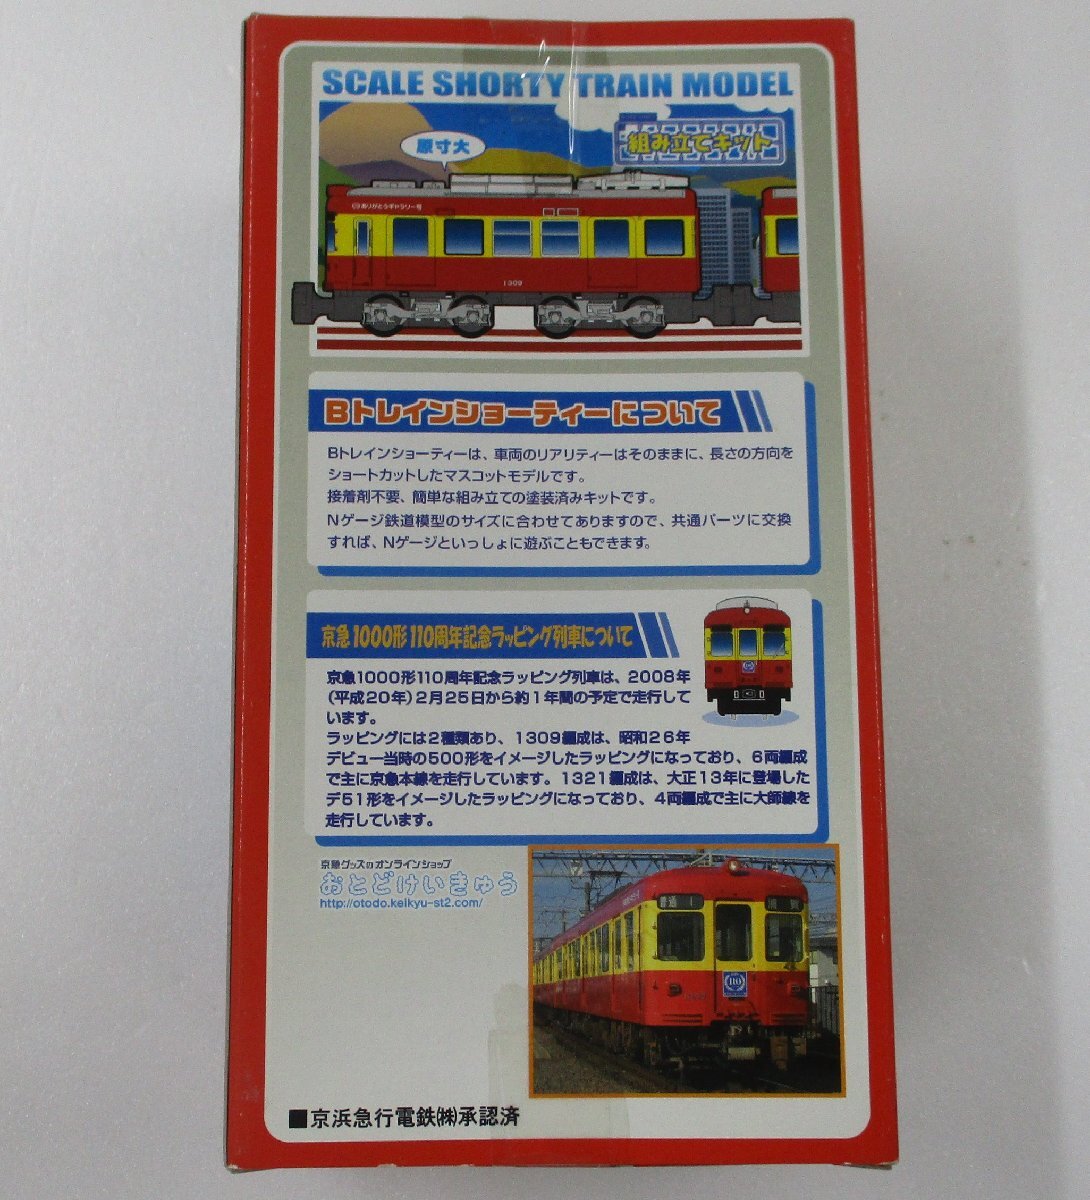 SCALE SHORTY TRAIN MODEL
組み立てキット
原寸大
ありがとうギャラリー号
1309
Bトレインショーティーについて
Bトレインショーティーは、車両のリアリティーはそのままに、長さの方向を
ショートカットしたマスコットモデルです。
接着剤不要、簡単な組み立ての塗装済みキットです。
Nゲージ鉄道模型のサイズに合わせてありますので、共通パーツに交換
すれば、Nゲージといっしょに遊ぶこともできます。
京急1000形110周年記念ラッピング列車について
京急1000形110周年記念ラッピング列車は、2008年
(平成20年)2月25日から約1年間の予定で走行して
います。
ラッピングには2種類あり、1309編成は、昭和26年
デビュー当時の500形をイメージしたラッピングになっており、6両編成
で主に京急本線を走行しています。1321編成は、大正13年に登場した
デ51形をイメージしたラッピングになっており、4両編成で主に大師線を
走行しています。
京急グッズのオンラインショップ
おとどけいきゅう
http://otodo.keikyu-st2.com/
普通
110
■京浜急行電鉄㈱承認済